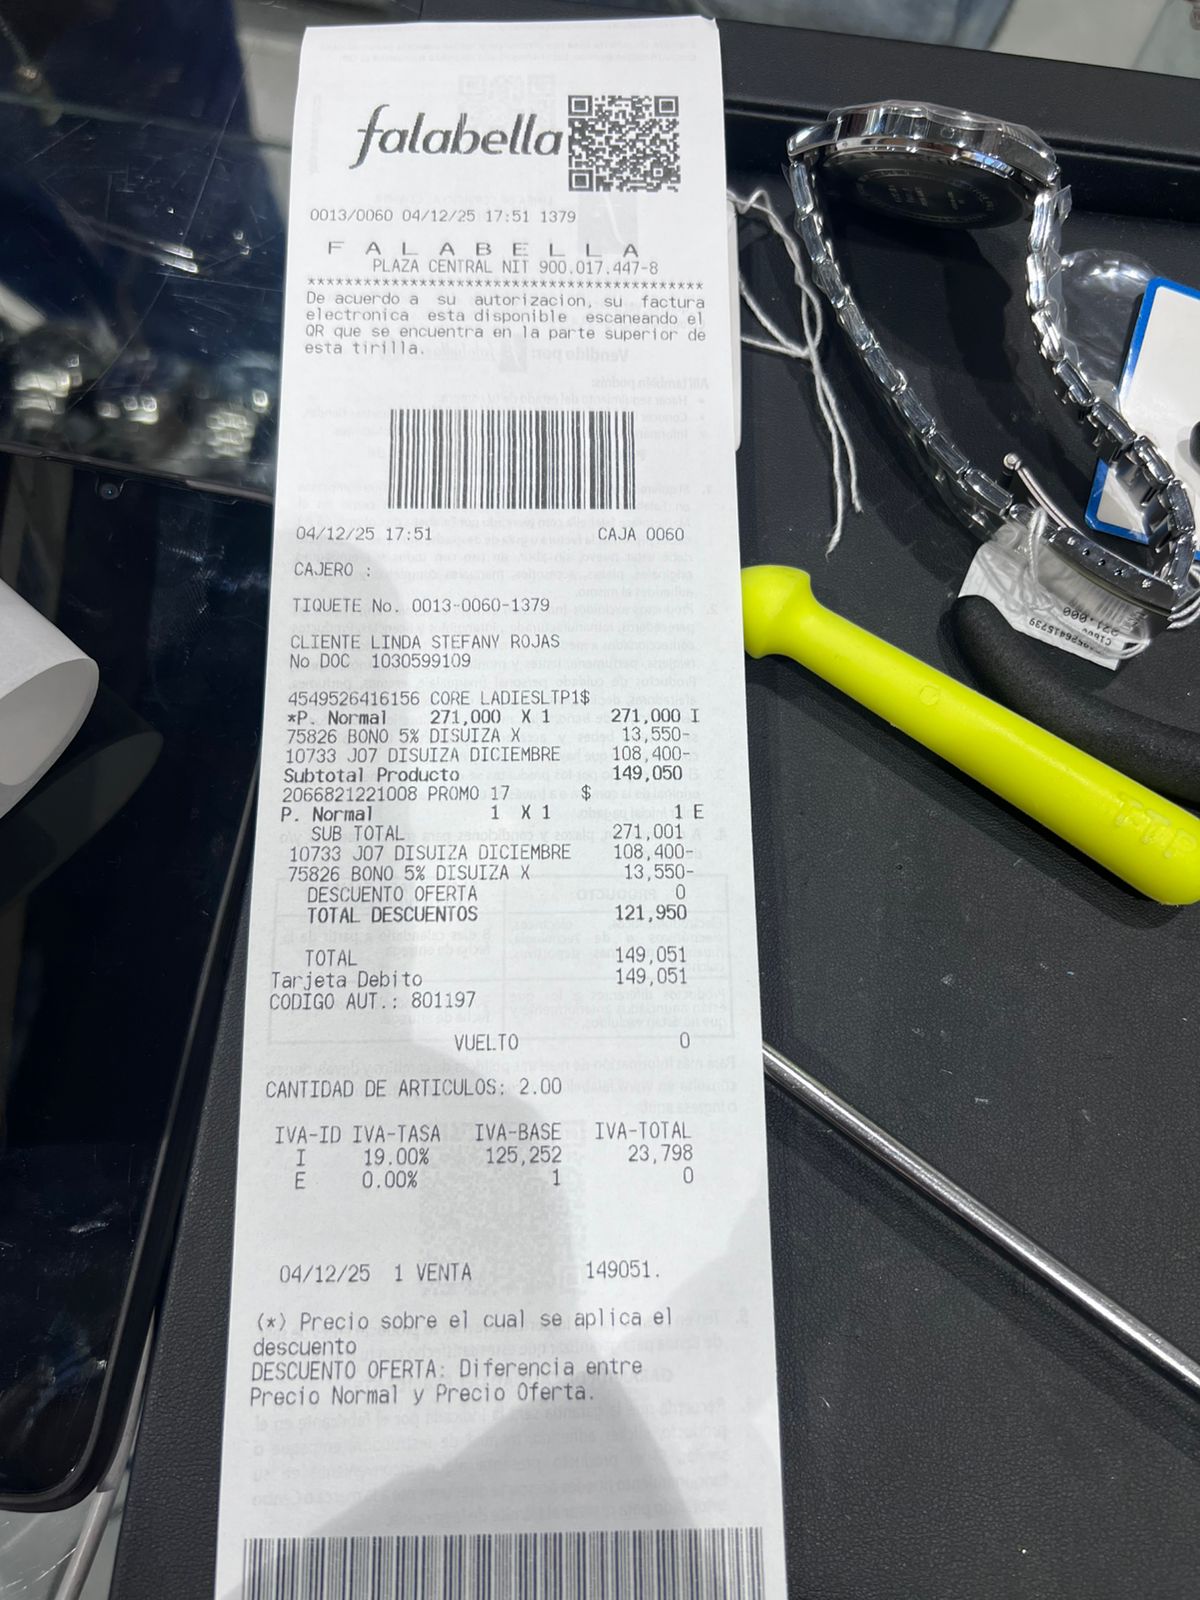 falabella
0013/0060 04/12/25 17:51 1379
F A L A B E L L A
PLAZA CENTRAL NIT 900.017.447-8
******************************************
De acuerdo a su autorizacion, su factura
electronica esta disponible escaneando el
QR que se encuentra en la parte superior de
esta tirilla.
04/12/25 17:51 CAJA 0060
CAJERO :
TIQUETE No. 0013-0060-1379
CLIENTE LINDA STEFANY ROJAS
No DOC 1030599109
4549526416156 CORE LADIESLTP1$
*P. Normal 271,000 X 1 271,000 I
75826 BONO 5% DISUIZA X 13,550-
10733 J07 DISUIZA DICIEMBRE 108,400-
Subtotal Producto 149,050
2066821221008 PROMO 17 $
P. Normal 1 X 1 1 E
SUB TOTAL 271,001
10733 J07 DISUIZA DICIEMBRE 108,400-
75826 BONO 5% DISUIZA X 13,550-
DESCUENTO OFERTA 0
TOTAL DESCUENTOS 121,950
TOTAL 149,051
Tarjeta Debito 149,051
CODIGO AUT.: 801197
VUELTO 0
CANTIDAD DE ARTICULOS: 2.00
IVA-ID IVA-TASA IVA-BASE IVA-TOTAL
I 19.00% 125,252 23,798
E 0.00% 1 0
04/12/25 1 VENTA 149051.
(*) Precio sobre el cual se aplica el
descuento
DESCUENTO OFERTA: Diferencia entre
Precio Normal y Precio Oferta.